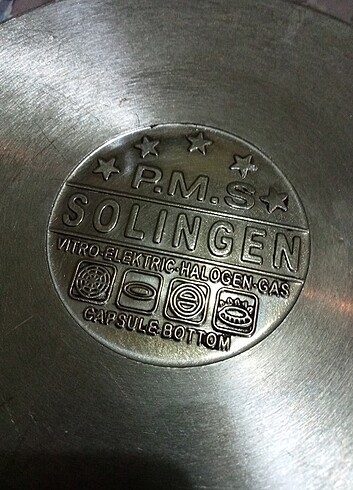 P.M.S
SOLINGEN
VITRO-ELEKTRIC-HALOGEN-GAS
CAPSULE-BOTTOM